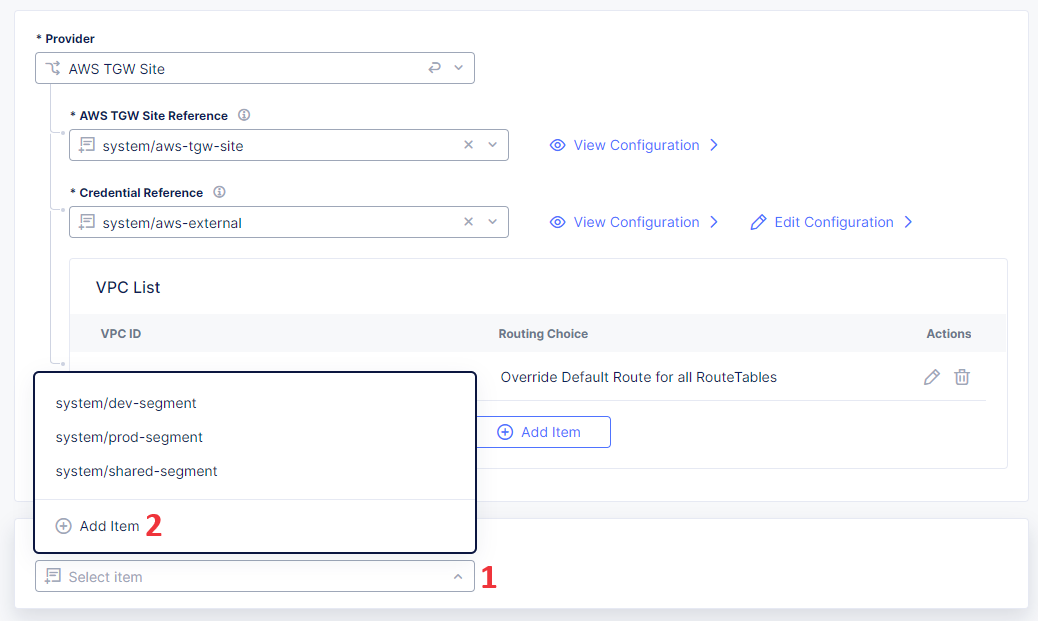 * Provider
AWS TGW Site
* AWS TGW Site Reference
system/aws-tgw-site
View Configuration
* Credential Reference
system/aws-external
View Configuration
Edit Configuration
VPC List
VPC ID Routing Choice Actions
Override Default Route for all RouteTables
Add Item
system/dev-segment
system/prod-segment
system/shared-segment
Add Item 2
Select item 1